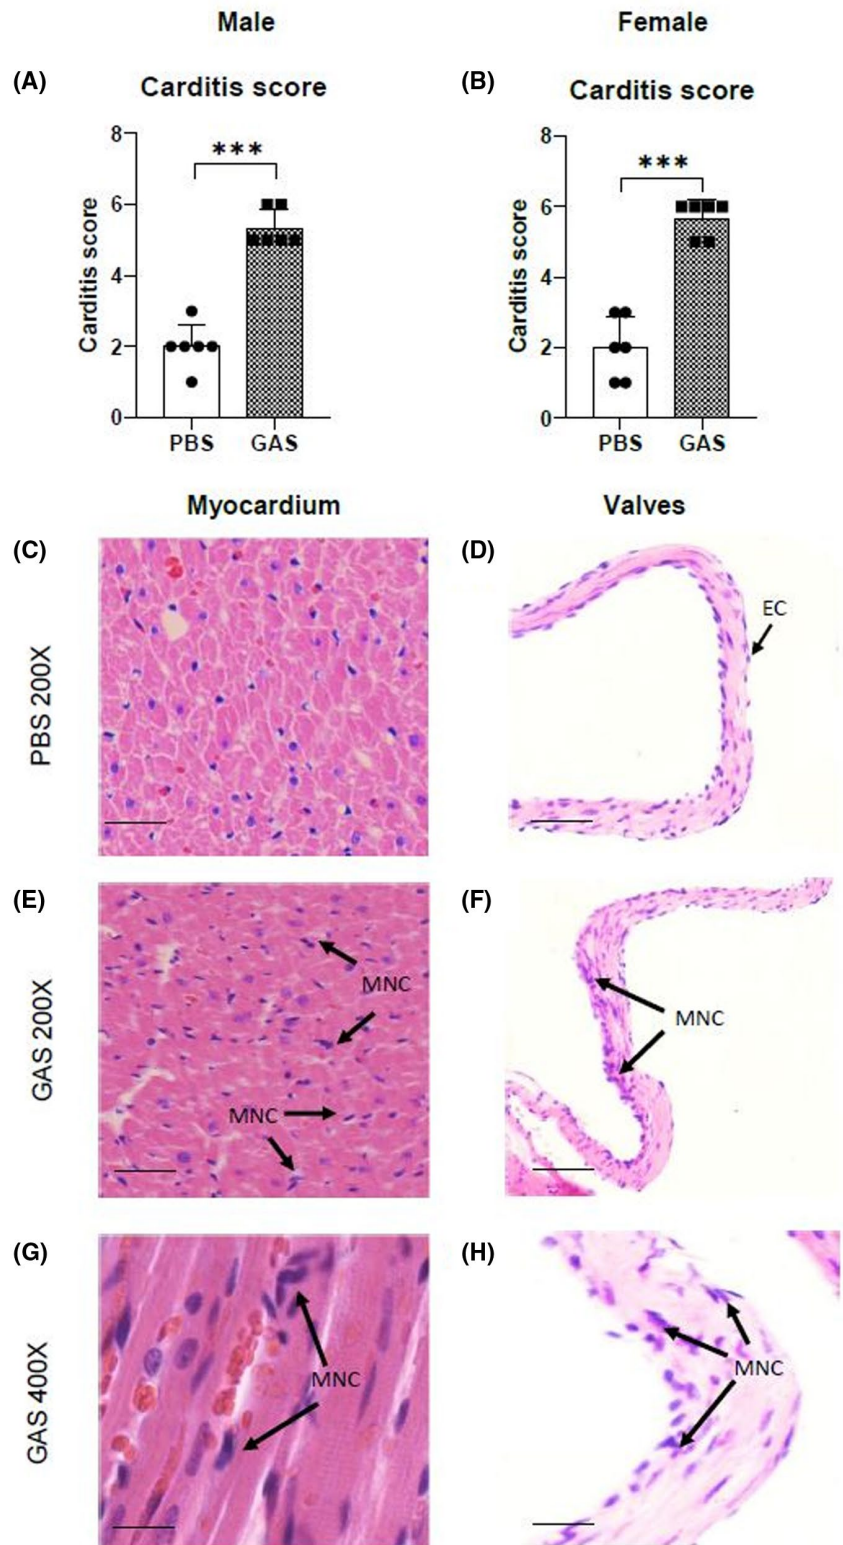 Male
Female
(A)
Carditis score
(B)
Carditis score
***
***
Carditis score
8
6
4
2
0
PBS
GAS
Carditis score
8
6
4
2
0
PBS
GAS
Myocardium
Valves
(C)
(D)
PBS 200X
EC
(E)
(F)
GAS 200X
MNC
MNC
MNC
(G)
(H)
GAS 400X
MNC
MNC